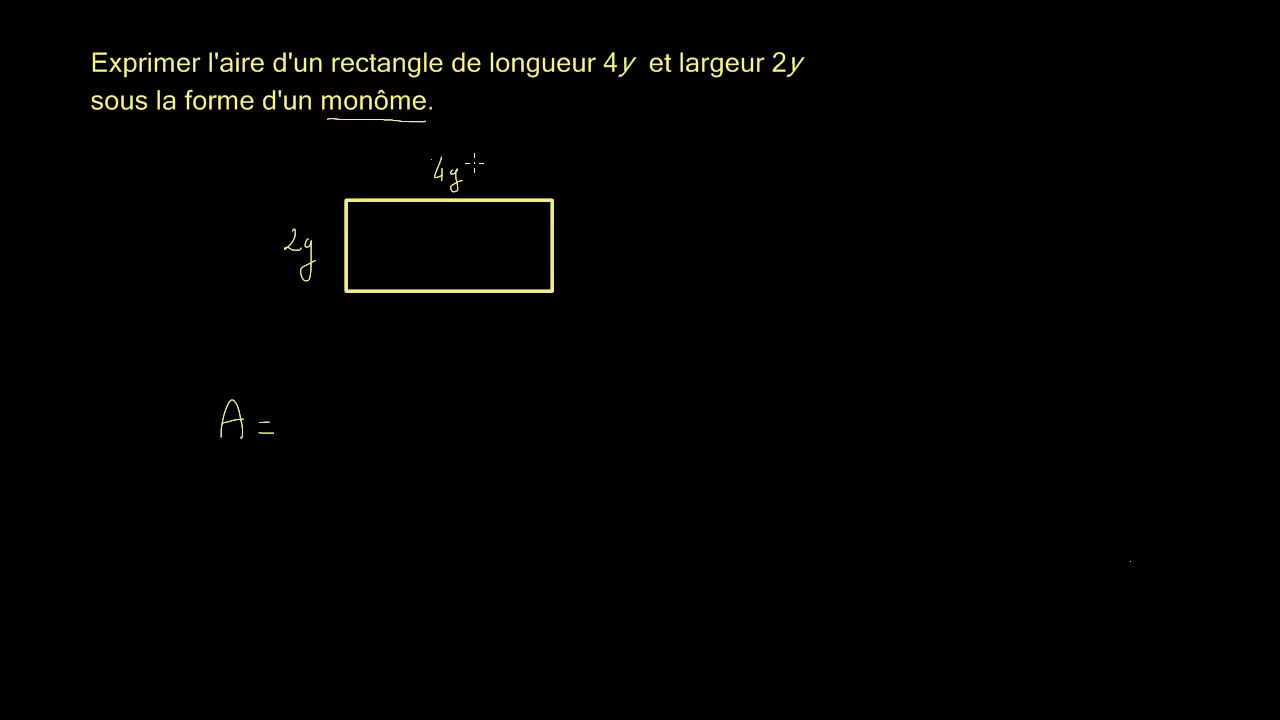 Exprimer l'aire d'un rectangle de longueur 4y et largeur 2y
sous la forme d'un monôme.
4y
2y
A =